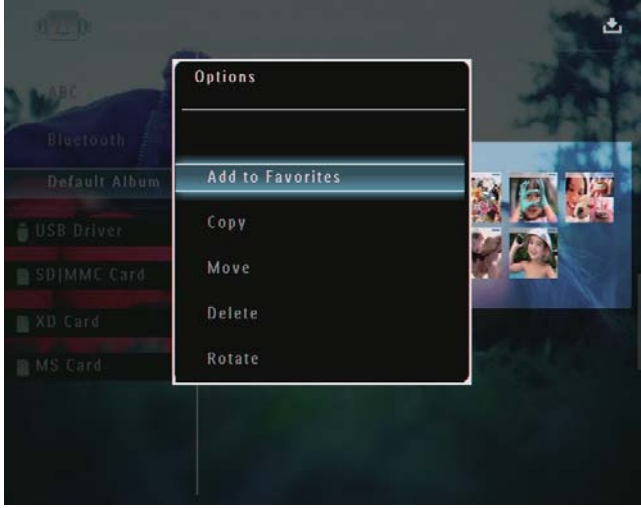 Options
Add to Favorites
Copy
Move
Delete
Rotate
ABC
Bluetooth
Default Album
USB Driver
SD|MMC Card
XD Card
MS Card